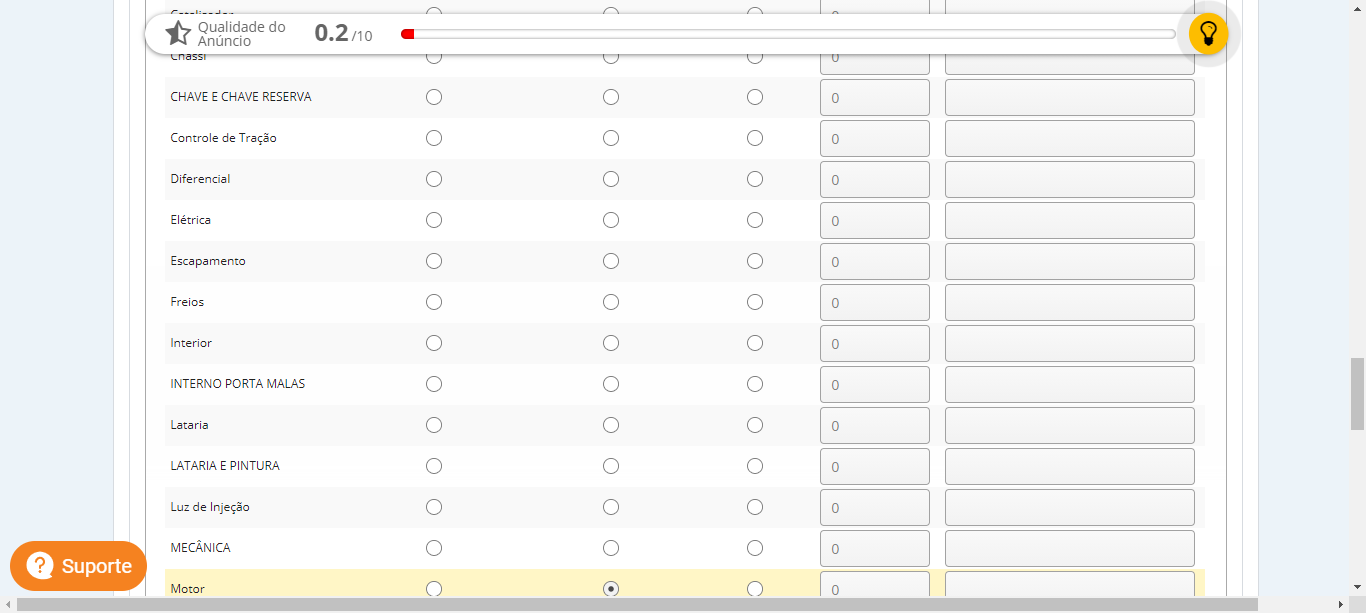 Qualidade do
Anúncio
0.2 /10
Chassi 0
CHAVE E CHAVE RESERVA 0
Controle de Tração 0
Diferencial 0
Elétrica 0
Escapamento 0
Freios 0
Interior 0
INTERNO PORTA MALAS 0
Lataria 0
LATARIA E PINTURA 0
Luz de Injeção 0
MECÂNICA 0
? Suporte
Motor 0